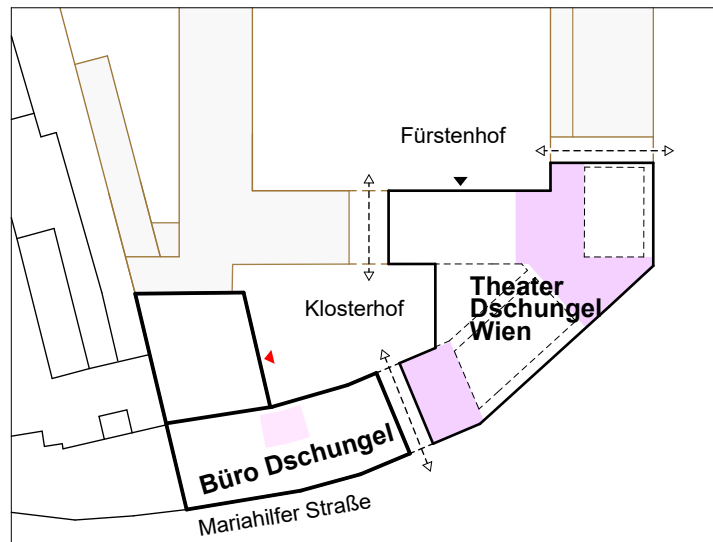 Fürstenhof
Theater
Dschungel
Wien
Klosterhof
Büro Dschungel
Mariahilfer Straße